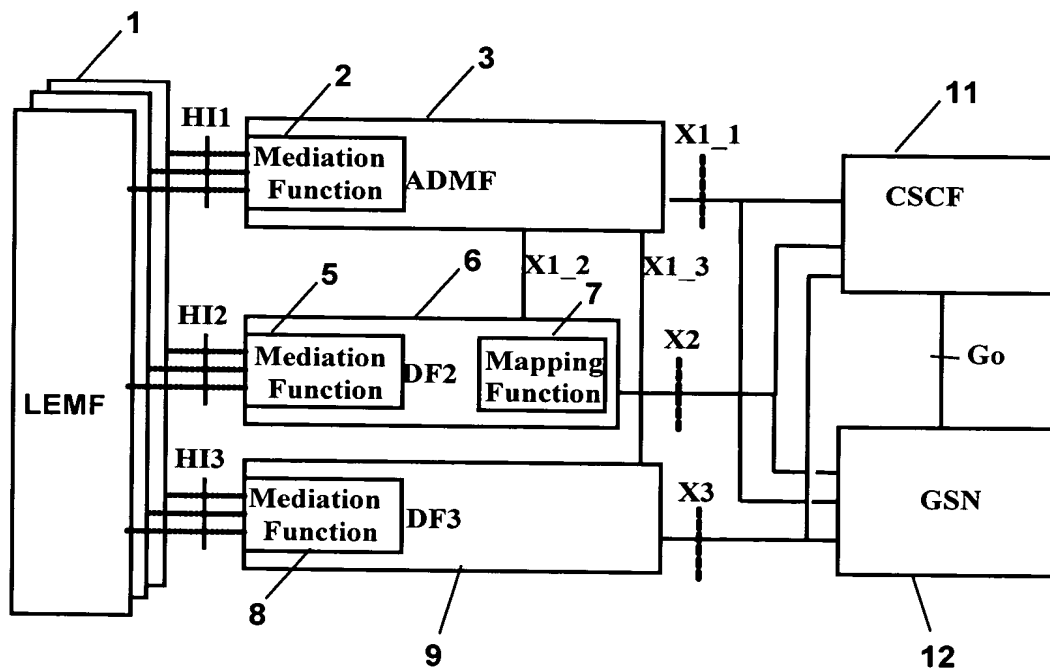 1
2
3
11
HI1
X1_1
Mediation
Function
ADMF
CSCF
X1_2
X1_3
5
6
7
HI2
X2
Mediation
Function
DF2
Mapping
Function
Go
LEMF
HI3
X3
Mediation
Function
DF3
GSN
8
9
12